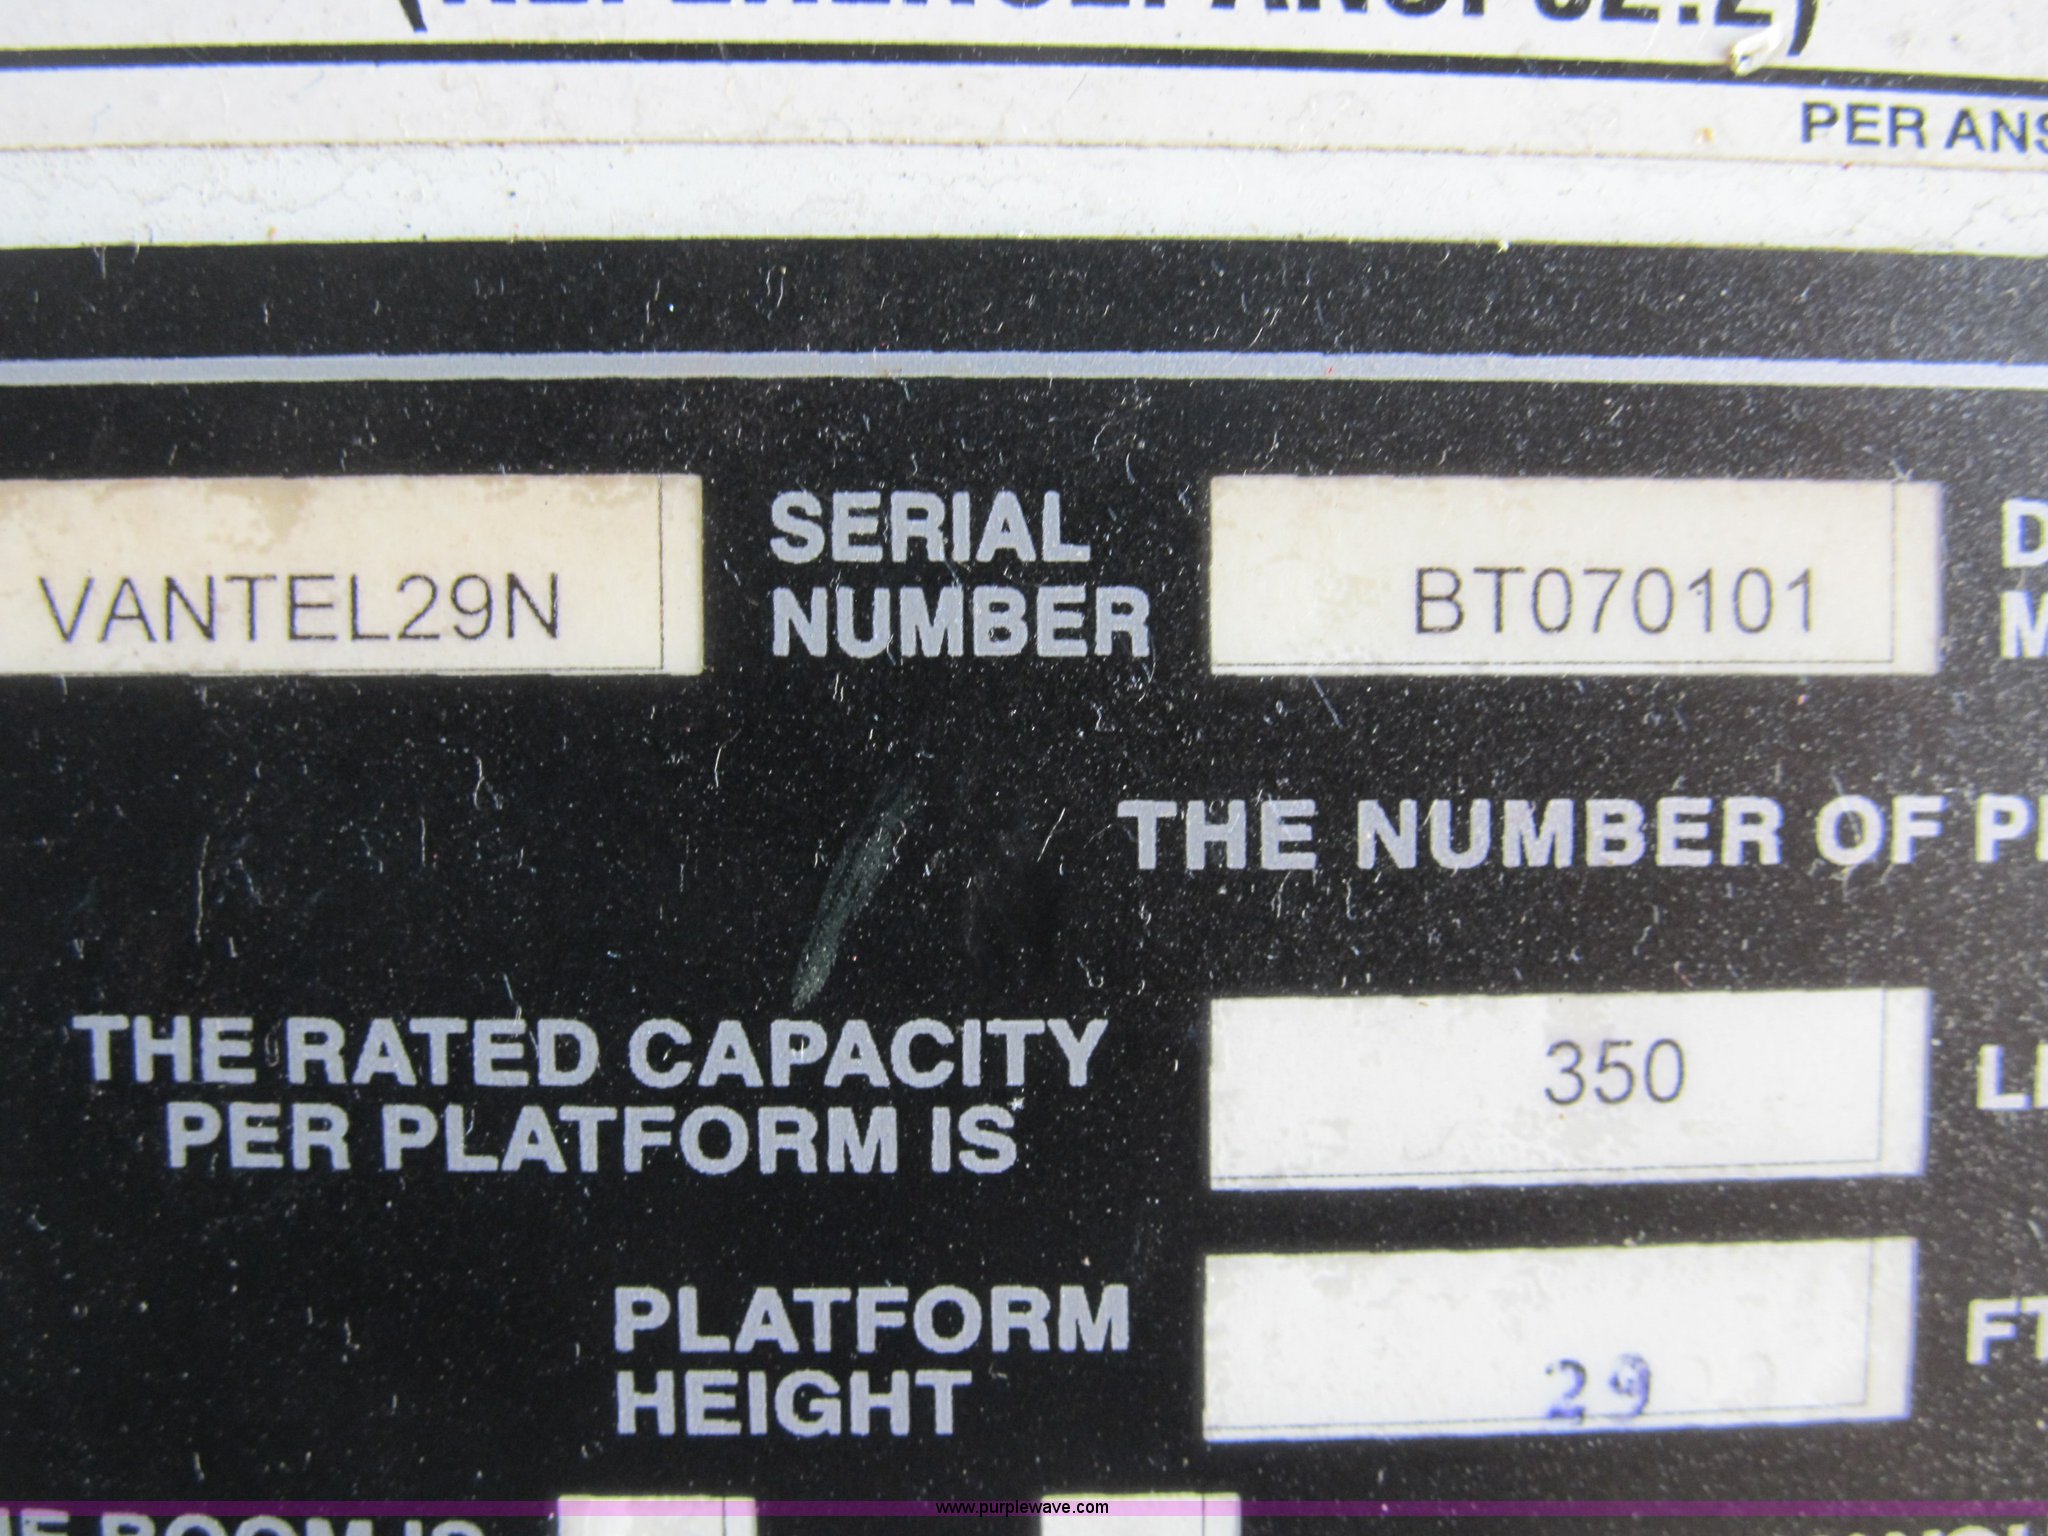 PER ANS
VANTEL29N
SERIAL
NUMBER
BT070101
THE NUMBER OF
THE RATED CAPACITY
PER PLATFORM IS
350
PLATFORM
HEIGHT
29
FT
www.purplewave.com